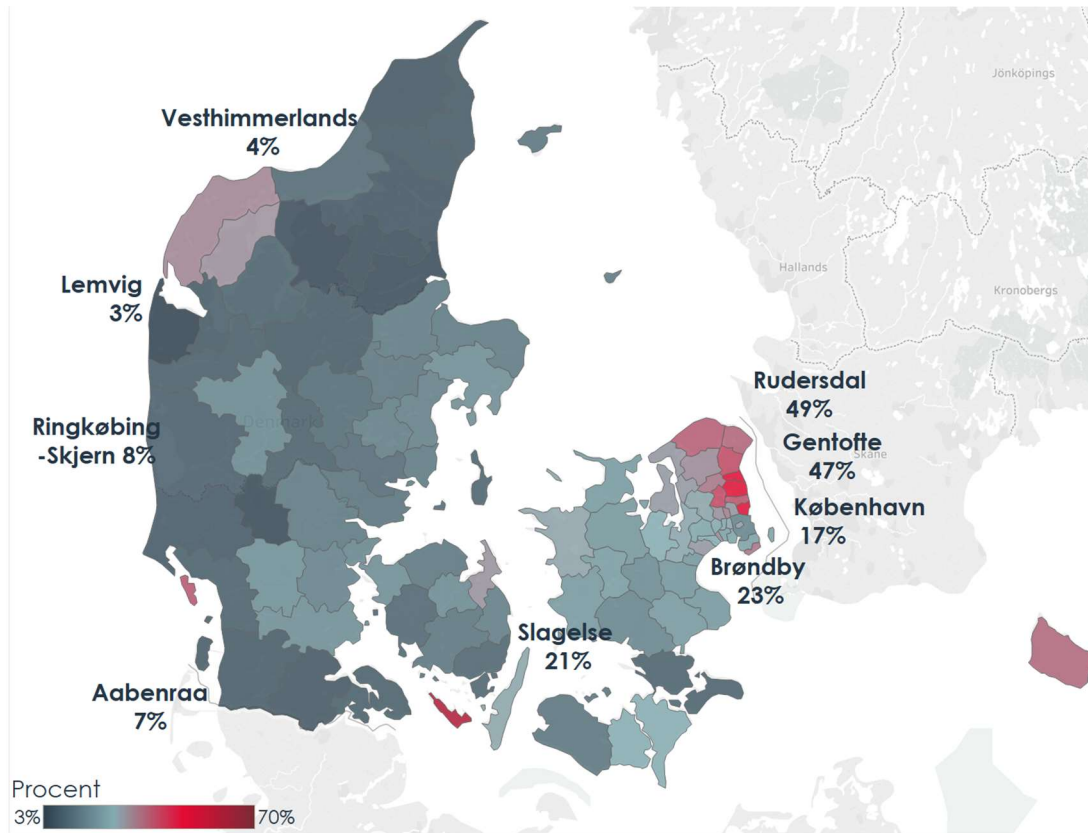 Jönköpings
Vesthimmerlands
4%
Hallands
Lemvig
3%
Kronobergs
Rudersdal
49%
Ringkøbing
-Skjern 8%
Denmark
Gentofte
47%
Skåne
København
17%
Brøndby
23%
Slagelse
21%
Aabenraa
7%
Procent
3%
70%